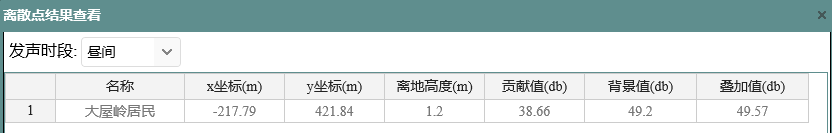 离散点结果查看 ×
发声时段: 昼间
名称 x坐标(m) y坐标(m) 离地高度(m) 贡献值(db) 背景值(db) 叠加值(db)
1 大屋岭居民 -217.79 421.84 1.2 38.66 49.2 49.57